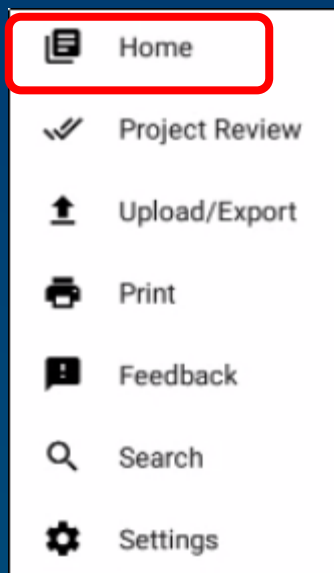 Home
Project Review
Upload/Export
Print
Feedback
Search
Settings